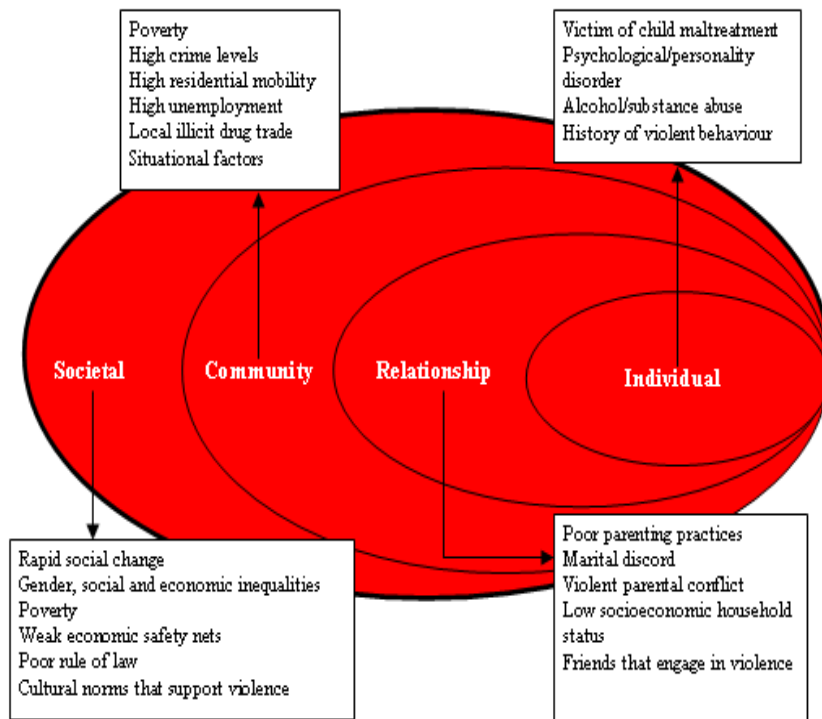 Poverty
High crime levels
High residential mobility
High unemployment
Local illicit drug trade
Situational factors
Victim of child maltreatment
Psychological/personality
disorder
Alcohol/substance abuse
History of violent behaviour
Societal
Community
Relationship
Individual
Rapid social change
Gender, social and economic inequalities
Poverty
Weak economic safety nets
Poor rule of law
Cultural norms that support violence
Poor parenting practices
Marital discord
Violent parental conflict
Low socioeconomic household
status
Friends that engage in violence